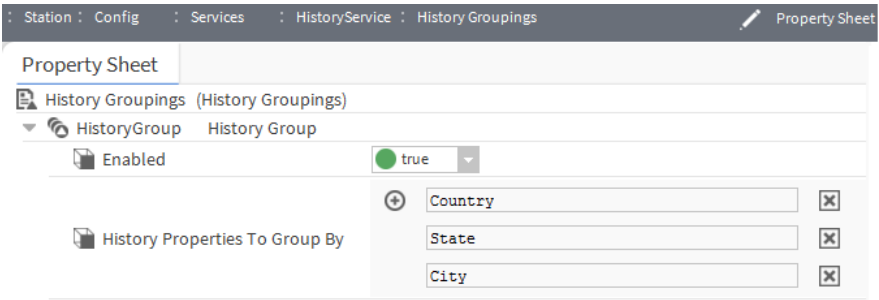 : Station : Config : Services : HistoryService : History Groupings Property Sheet
Property Sheet
History Groupings (History Groupings)
HistoryGroup History Group
Enabled true
Country
History Properties To Group By State
City